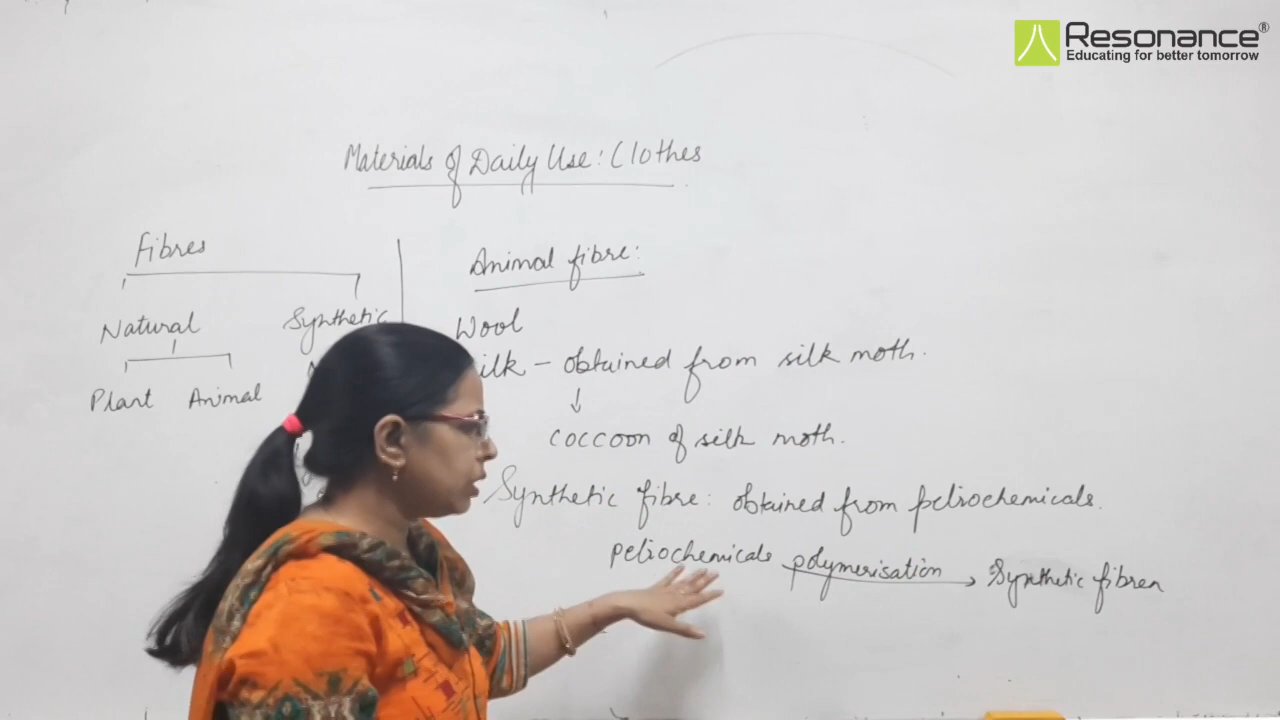 Resonance®
Educating for better tomorrow
Materials of Daily Use: Clothes
Fibres
Natural Synthetic
Plant Animal
Animal fibre:
Wool
ilk – obtained from silk moth.
↓
coccoon of silk moth.
Synthetic fibre: obtained from petrochemicals.
petrochemicals polymerisation → Synthetic fibre